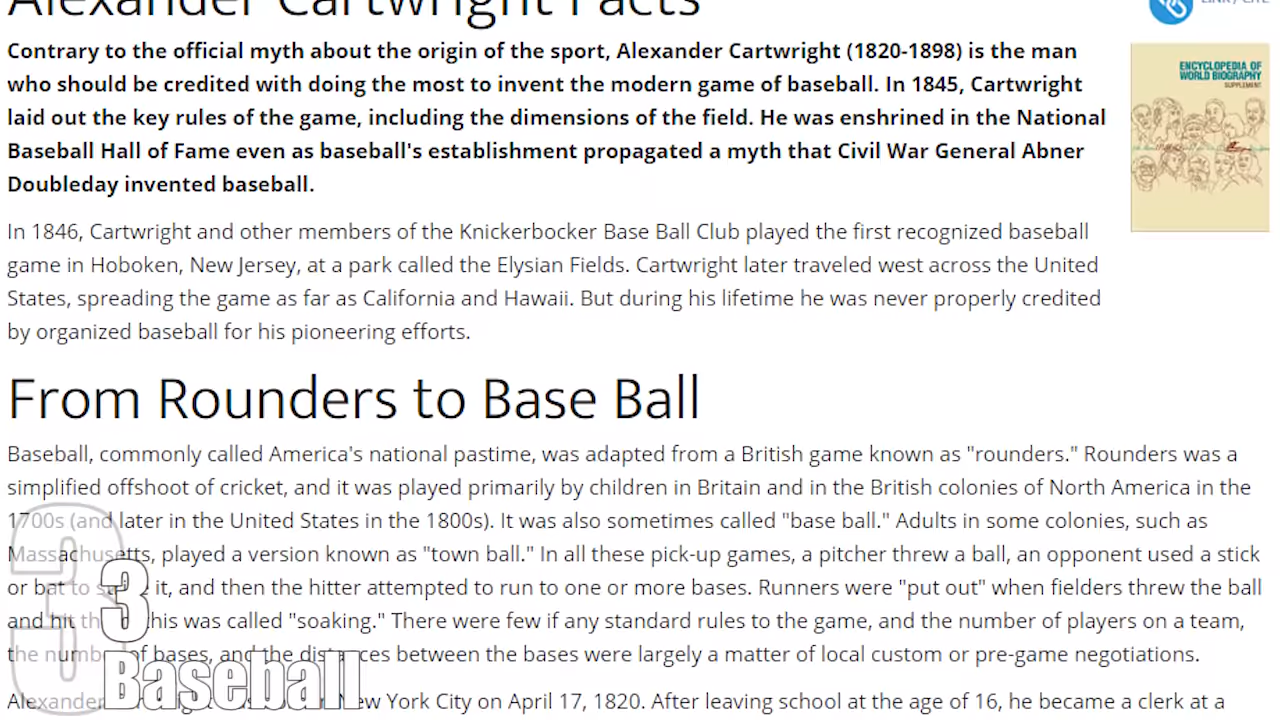 Alexander Cartwright Facts
LINK / CITE
Contrary to the official myth about the origin of the sport, Alexander Cartwright (1820-1898) is the man
who should be credited with doing the most to invent the modern game of baseball. In 1845, Cartwright
laid out the key rules of the game, including the dimensions of the field. He was enshrined in the National
Baseball Hall of Fame even as baseball's establishment propagated a myth that Civil War General Abner
Doubleday invented baseball.
ENCYCLOPEDIA OF
WORLD BIOGRAPHY
SUPPLEMENT
In 1846, Cartwright and other members of the Knickerbocker Base Ball Club played the first recognized baseball
game in Hoboken, New Jersey, at a park called the Elysian Fields. Cartwright later traveled west across the United
States, spreading the game as far as California and Hawaii. But during his lifetime he was never properly credited
by organized baseball for his pioneering efforts.
From Rounders to Base Ball
Baseball, commonly called America's national pastime, was adapted from a British game known as "rounders." Rounders was a
simplified offshoot of cricket, and it was played primarily by children in Britain and in the British colonies of North America in the
1700s (and later in the United States in the 1800s). It was also sometimes called "base ball." Adults in some colonies, such as
Massachusetts, played a version known as "town ball." In all these pick-up games, a pitcher threw a ball, an opponent used a stick
or bat to it, and then the hitter attempted to run to one or more bases. Runners were "put out" when fielders threw the ball
and hit this was called "soaking." There were few if any standard rules to the game, and the number of players on a team,
the number of bases, and the distances between the bases were largely a matter of local custom or pre-game negotiations.
Alexander New York City on April 17, 1820. After leaving school at the age of 16, he became a clerk at a
3
3
Baseball